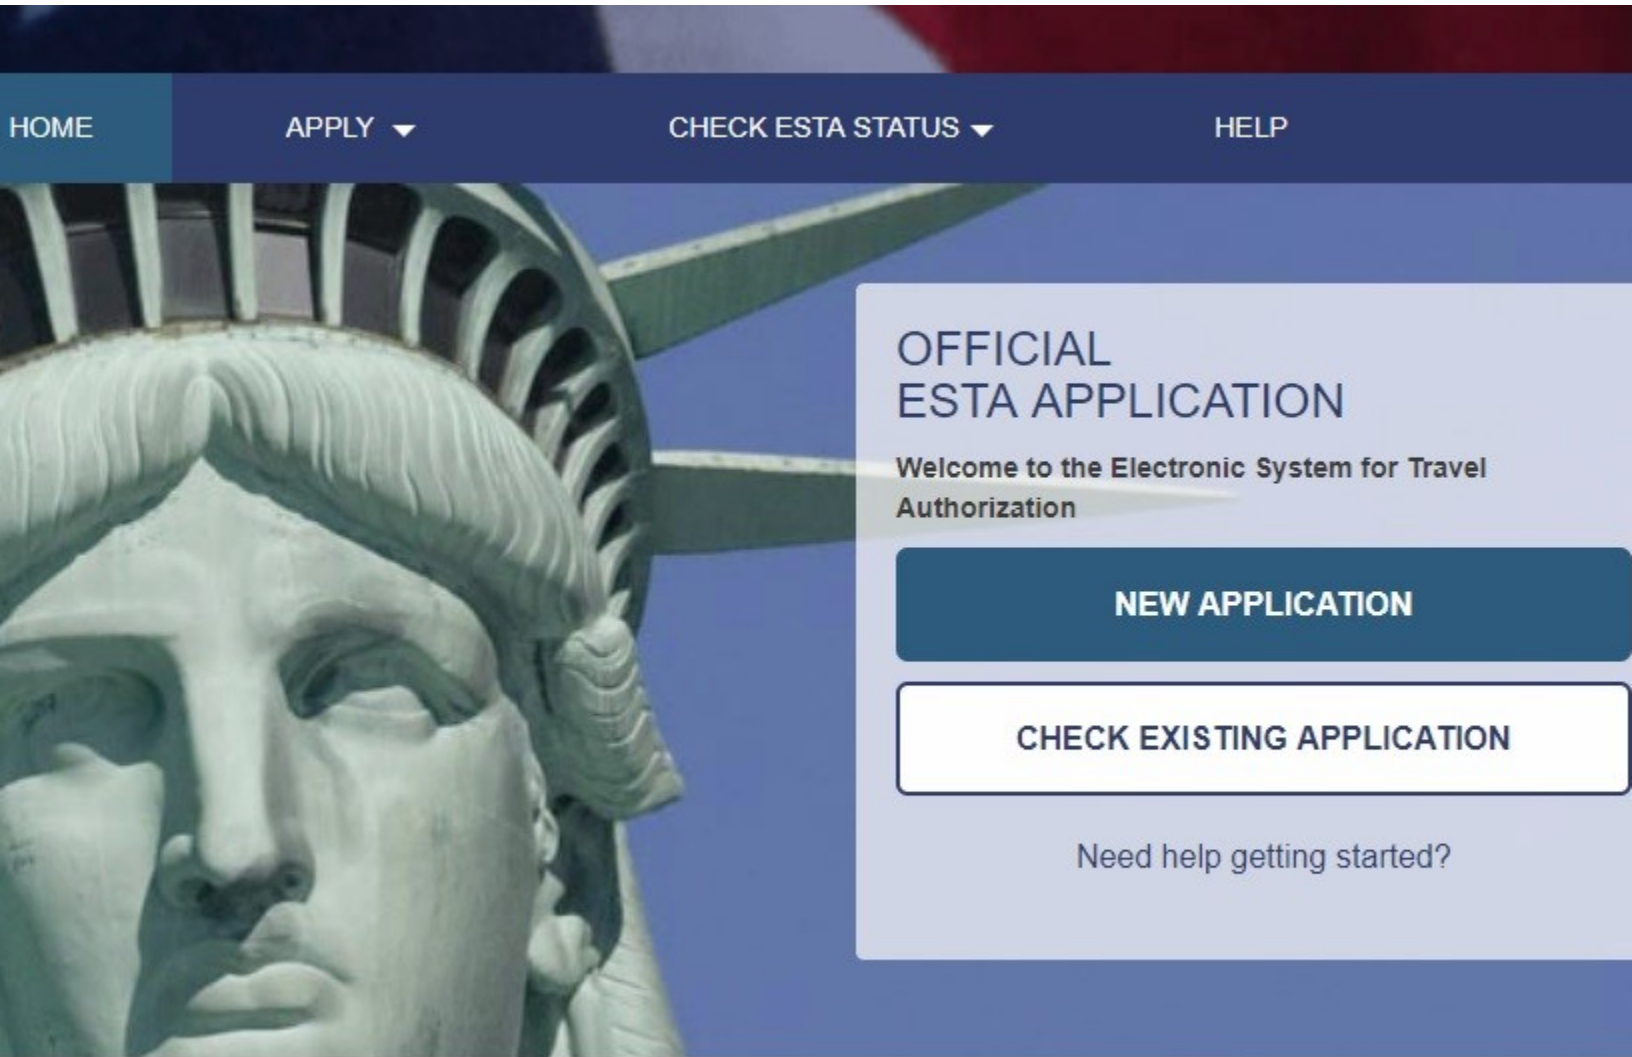 HOME
APPLY
CHECK ESTA STATUS
HELP
OFFICIAL
ESTA APPLICATION
Welcome to the Electronic System for Travel
Authorization
NEW APPLICATION
CHECK EXISTING APPLICATION
Need help getting started?